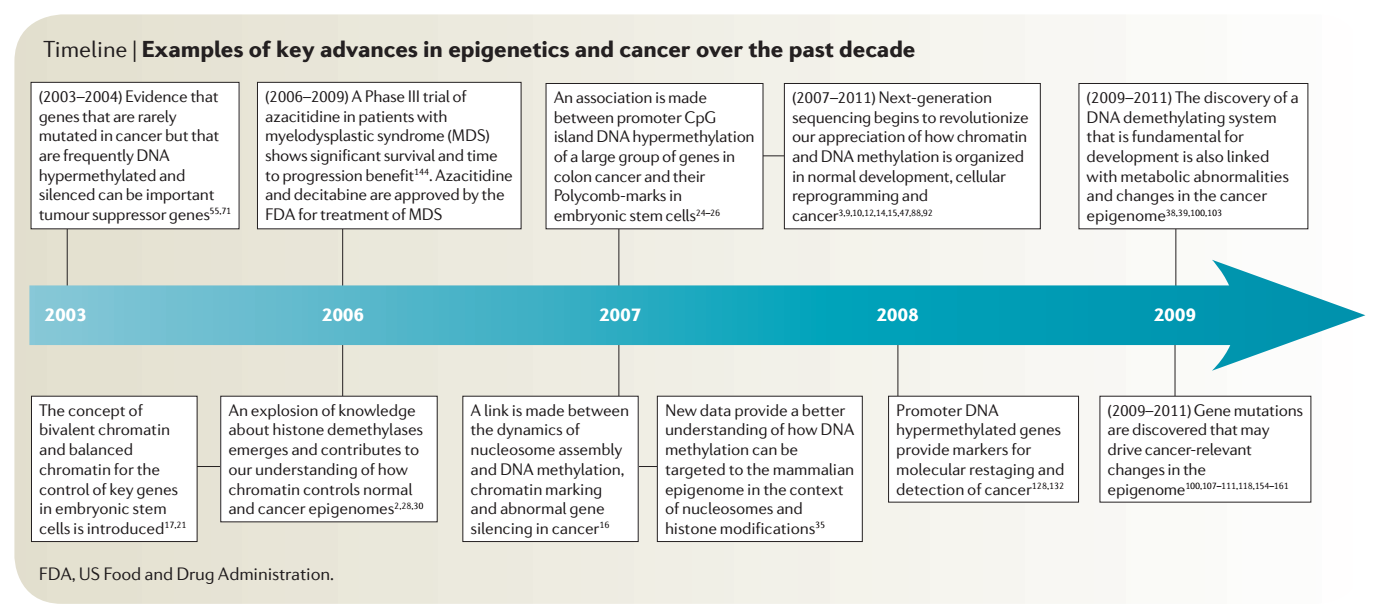 Timeline | Examples of key advances in epigenetics and cancer over the past decade
(2003–2004) Evidence that
genes that are rarely
mutated in cancer but that
are frequently DNA
hypermethylated and
silenced can be important
tumour suppressor genes55,71
(2006–2009) A Phase III trial of
azacitidine in patients with
myelodysplastic syndrome (MDS)
shows significant survival and time
to progression benefit144. Azacitidine
and decitabine are approved by the
FDA for treatment of MDS
An association is made
between promoter CpG
island DNA hypermethylation
of a large group of genes in
colon cancer and their
Polycomb-marks in
embryonic stem cells24–26
(2007–2011) Next-generation
sequencing begins to revolutionize
our appreciation of how chromatin
and DNA methylation is organized
in normal development, cellular
reprogramming and
cancer3,9,10,12,14,15,47,88,92
(2009–2011) The discovery of a
DNA demethylating system
that is fundamental for
development is also linked
with metabolic abnormalities
and changes in the cancer
epigenome38,39,100,103
2003
2006
2007
2008
2009
The concept of
bivalent chromatin
and balanced
chromatin for the
control of key genes
in embryonic stem
cells is introduced17,21
An explosion of knowledge
about histone demethylases
emerges and contributes to
our understanding of how
chromatin controls normal
and cancer epigenomes2,28,30
A link is made between
the dynamics of
nucleosome assembly
and DNA methylation,
chromatin marking
and abnormal gene
silencing in cancer16
New data provide a better
understanding of how DNA
methylation can be
targeted to the mammalian
epigenome in the context
of nucleosomes and
histone modifications35
Promoter DNA
hypermethylated genes
provide markers for
molecular restaging and
detection of cancer128,132
(2009–2011) Gene mutations
are discovered that may
drive cancer-relevant
changes in the
epigenome100,107–111,118,154–161
FDA, US Food and Drug Administration.